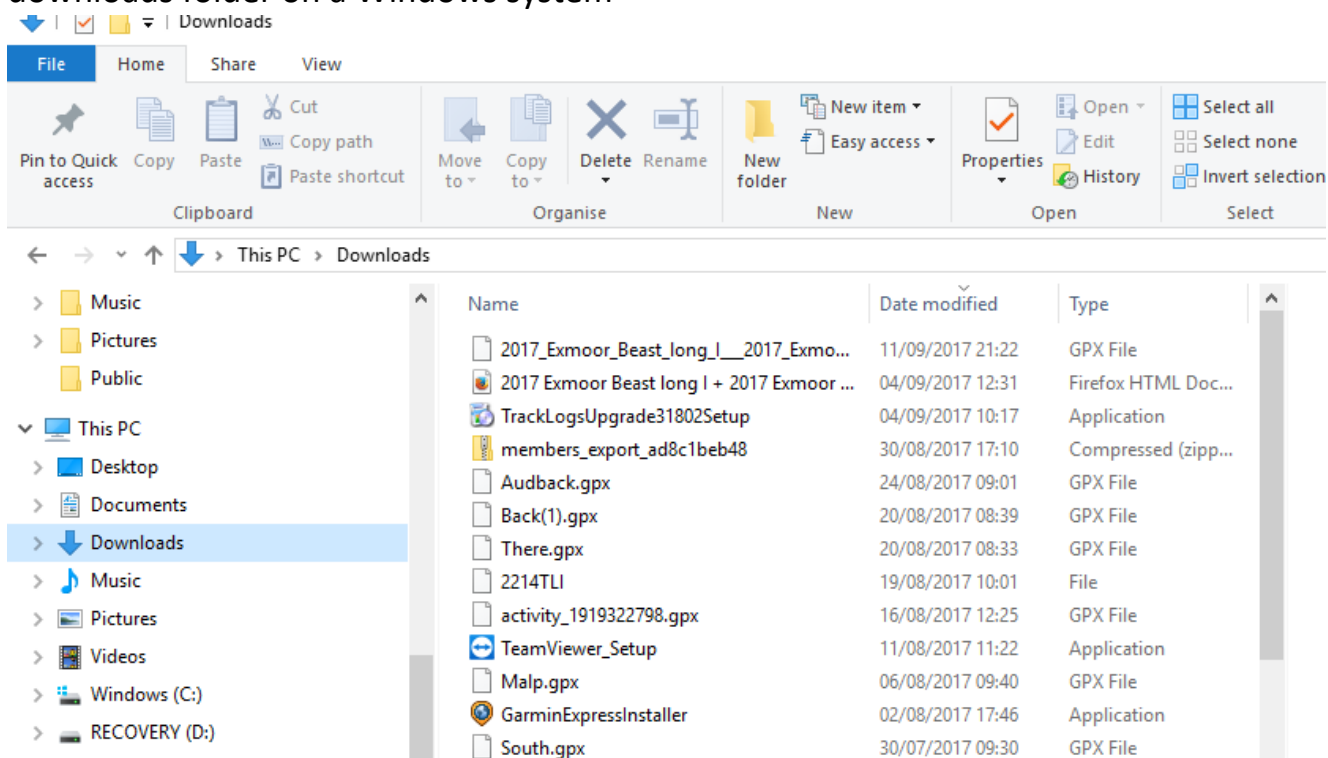 downloads folder on a Windows system
Downloads
File Home Share View
Pin to Quick access
Copy
Paste
Cut
Copy path
Paste shortcut
Clipboard
Move to
Copy to
Delete
Rename
Organise
New folder
New item
Easy access
New
Properties
Open
Edit
History
Open
Select all
Select none
Invert selection
Select
This PC > Downloads
Music
Pictures
Public
This PC
Desktop
Documents
Downloads
Music
Pictures
Videos
Windows (C:)
RECOVERY (D:)
Name Date modified Type
2017_Exmoor_Beast_long_l__2017_Exmo... 11/09/2017 21:22 GPX File
2017 Exmoor Beast long l + 2017 Exmoor ... 04/09/2017 12:31 Firefox HTML Doc...
TrackLogsUpgrade31802Setup 04/09/2017 10:17 Application
members_export_ad8c1beb48 30/08/2017 17:10 Compressed (zipp...
Audback.gpx 24/08/2017 09:01 GPX File
Back(1).gpx 20/08/2017 08:39 GPX File
There.gpx 20/08/2017 08:33 GPX File
2214TLI 19/08/2017 10:01 File
activity_1919322798.gpx 16/08/2017 12:25 GPX File
TeamViewer_Setup 11/08/2017 11:22 Application
Malp.gpx 06/08/2017 09:40 GPX File
GarminExpressInstaller 02/08/2017 17:46 Application
South.gpx 30/07/2017 09:30 GPX File